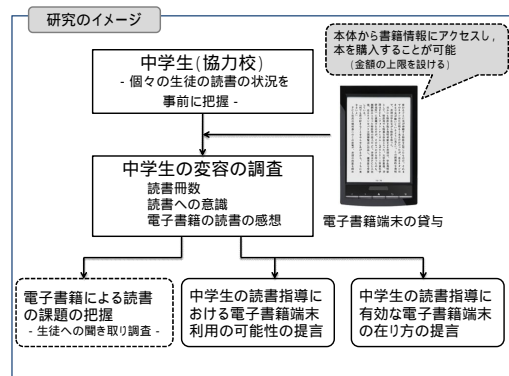 研究のイメージ
本体から書籍情報にアクセスし,
本を購入することが可能
(金額の上限を設ける)
中学生(協力校)
- 個々の生徒の読書の状況を
事前に把握 -
中学生の変容の調査
読書冊数
読書への意識
電子書籍の読書の感想
電子書籍端末の貸与
電子書籍による読書
の課題の把握
- 生徒への聞き取り調査 -
中学生の読書指導に
おける電子書籍端末
利用の可能性の提言
中学生の読書指導に
有効な電子書籍端末
の在り方の提言